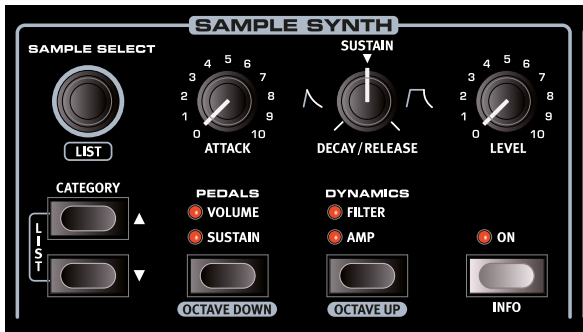 SAMPLE SYNTH
SAMPLE SELECT
LIST
0 1 2 3 4 5 6 7 8 9 10
ATTACK
SUSTAIN
DECAY/RELEASE
0 1 2 3 4 5 6 7 8 9 10
LEVEL
CATEGORY
LIST
▲
▼
PEDALS
VOLUME
SUSTAIN
OCTAVE DOWN
DYNAMICS
FILTER
AMP
OCTAVE UP
ON
INFO